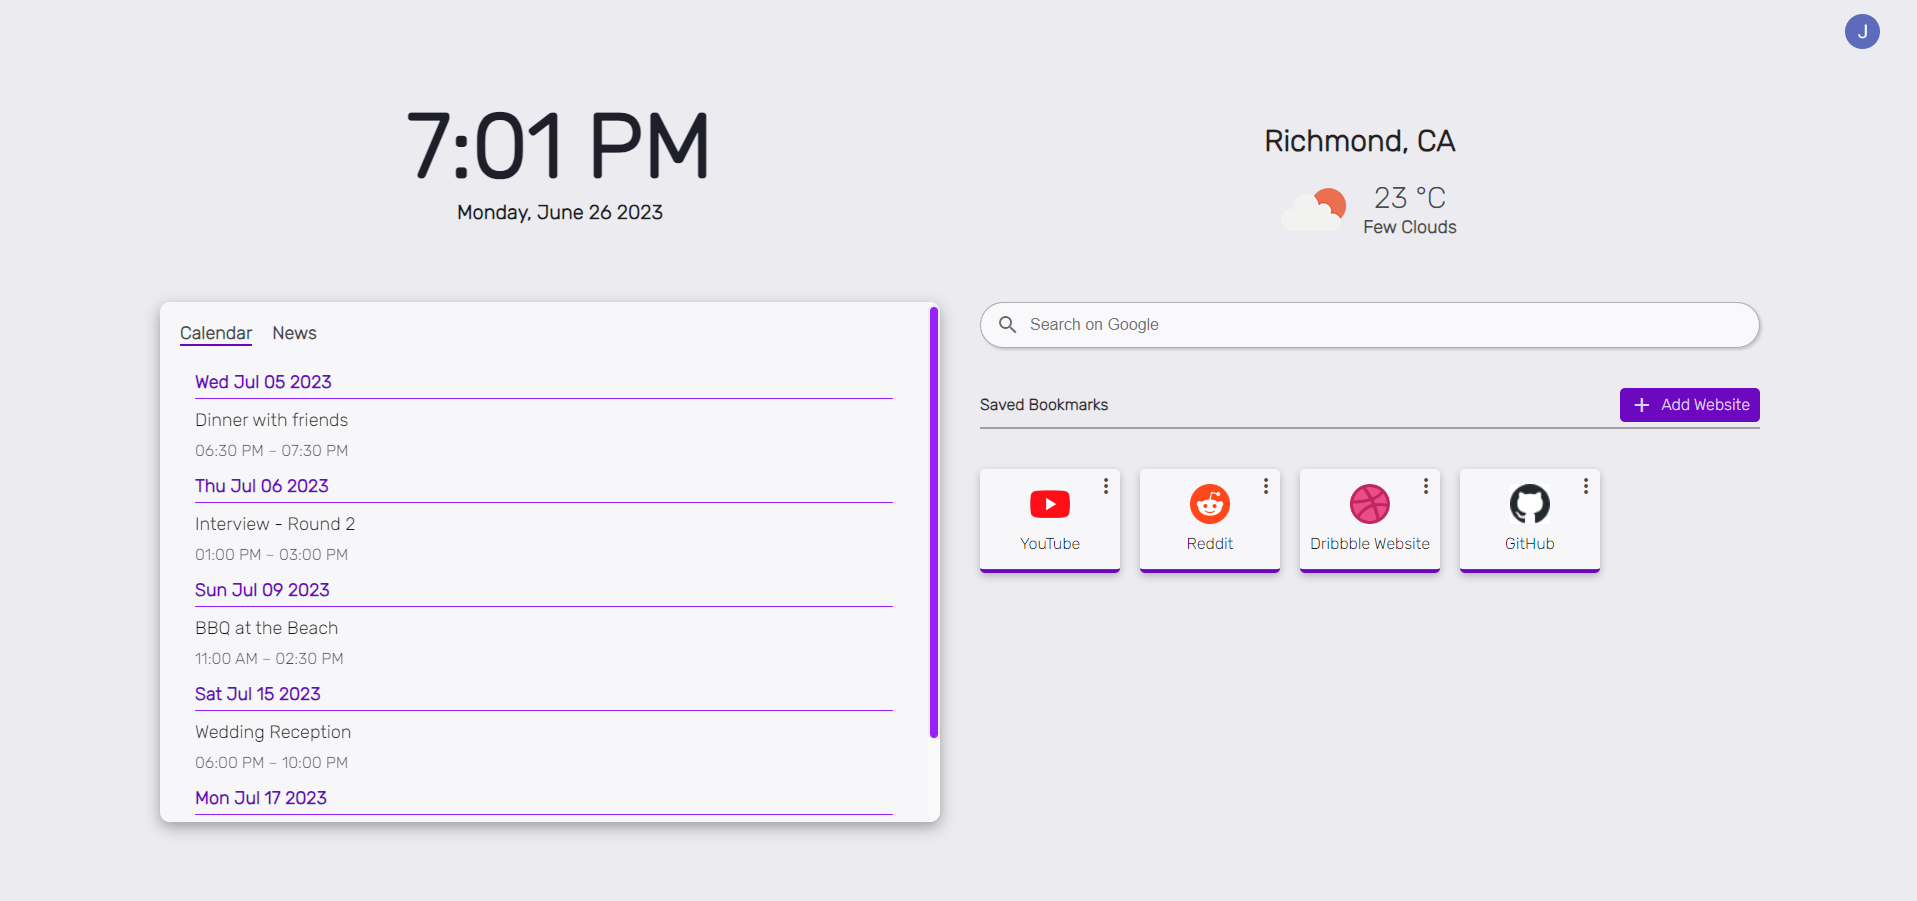 J
7:01 PM
Monday, June 26 2023
Richmond, CA
23 °C
Few Clouds
Calendar News
Wed Jul 05 2023
Dinner with friends
06:30 PM – 07:30 PM
Thu Jul 06 2023
Interview - Round 2
01:00 PM – 03:00 PM
Sun Jul 09 2023
BBQ at the Beach
11:00 AM – 02:30 PM
Sat Jul 15 2023
Wedding Reception
06:00 PM – 10:00 PM
Mon Jul 17 2023
Search on Google
Saved Bookmarks
+ Add Website
YouTube
Reddit
Dribbble Website
GitHub